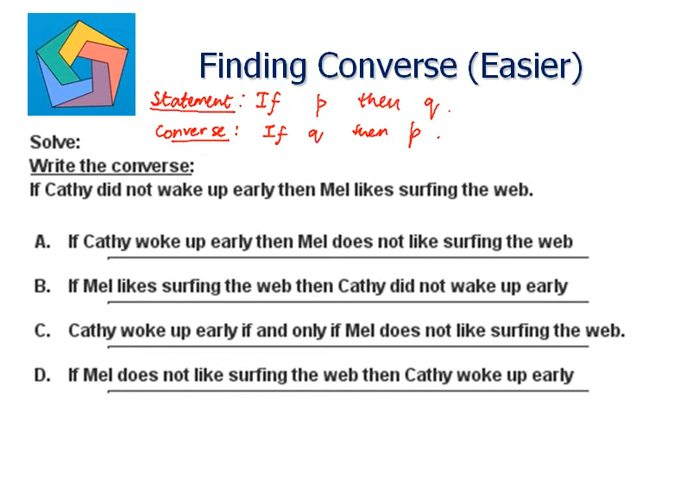 Finding Converse (Easier)
Statement: If p then q.
Converse: If q then p.
Solve:
Write the converse:
If Cathy did not wake up early then Mel likes surfing the web.
A. If Cathy woke up early then Mel does not like surfing the web
B. If Mel likes surfing the web then Cathy did not wake up early
C. Cathy woke up early if and only if Mel does not like surfing the web.
D. If Mel does not like surfing the web then Cathy woke up early